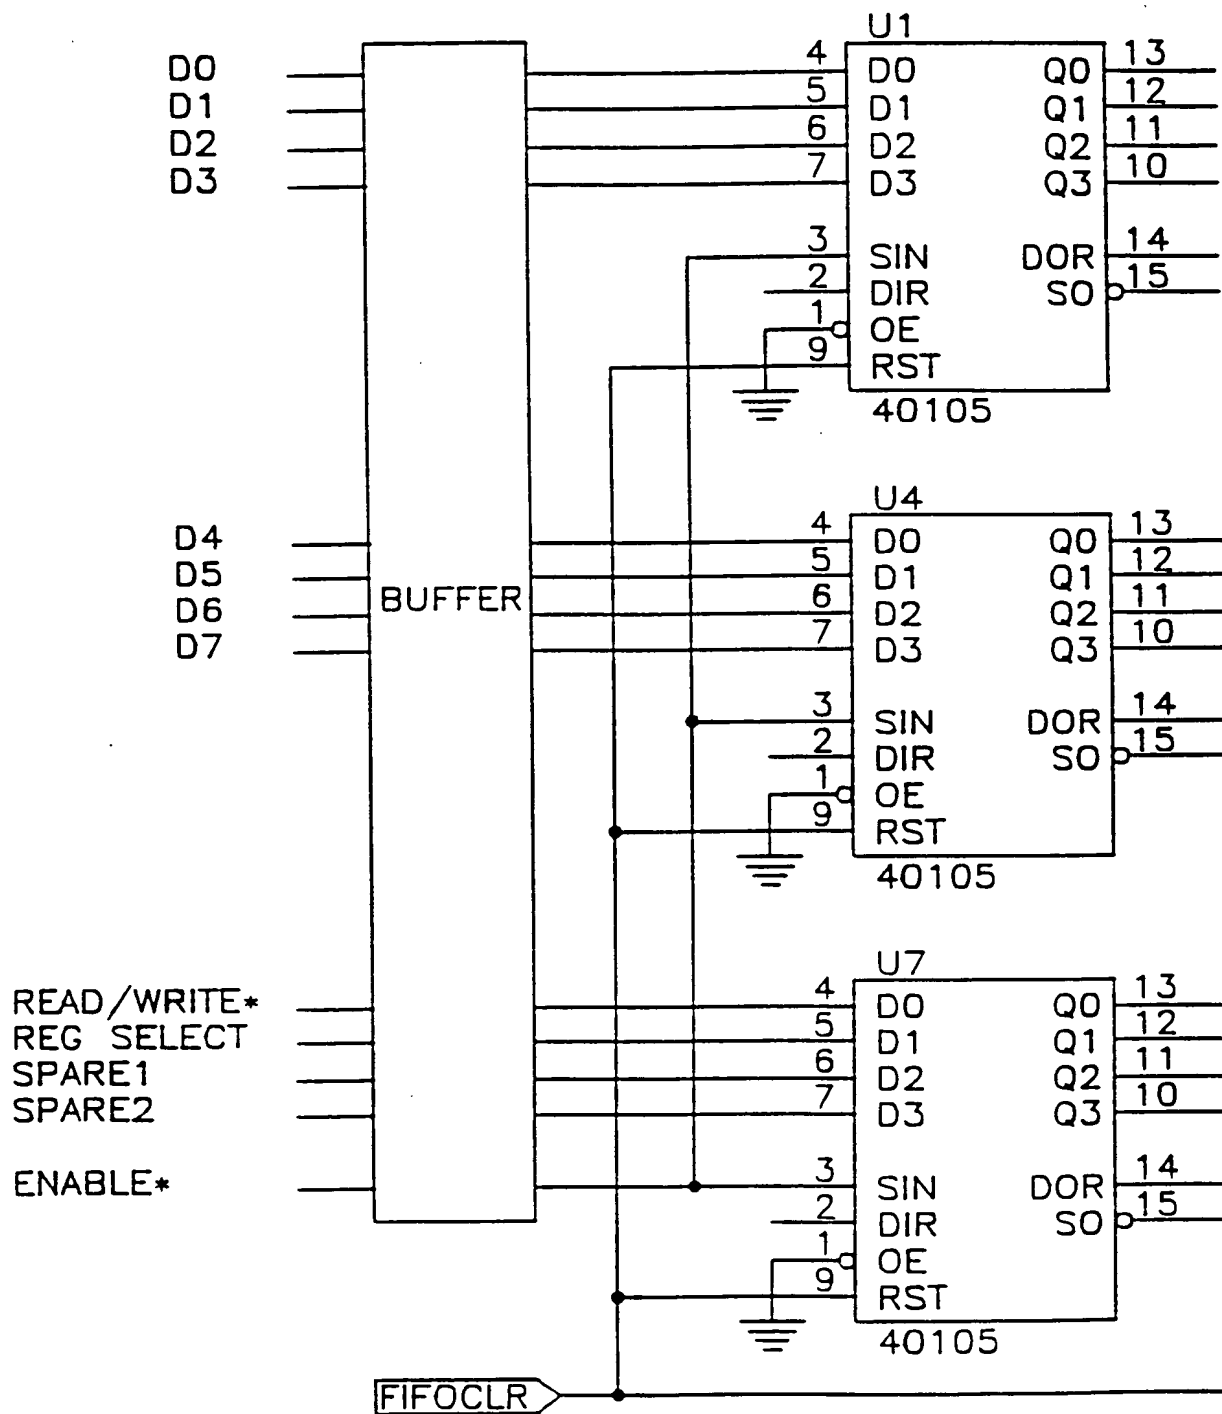 U1
D0 4 D0 Q0 13
D1 5 D1 Q1 12
D2 6 D2 Q2 11
D3 7 D3 Q3 10
3 SIN DOR 14
2 DIR SO 15
1 OE
9 RST
40105
U4
D4 4 D0 Q0 13
D5 5 D1 Q1 12
BUFFER
D6 6 D2 Q2 11
D7 7 D3 Q3 10
3 SIN DOR 14
2 DIR SO 15
1 OE
9 RST
40105
U7
READ/WRITE* 4 D0 Q0 13
REG SELECT 5 D1 Q1 12
SPARE1 6 D2 Q2 11
SPARE2 7 D3 Q3 10
ENABLE* 3 SIN DOR 14
2 DIR SO 15
1 OE
9 RST
40105
FIFOCLR